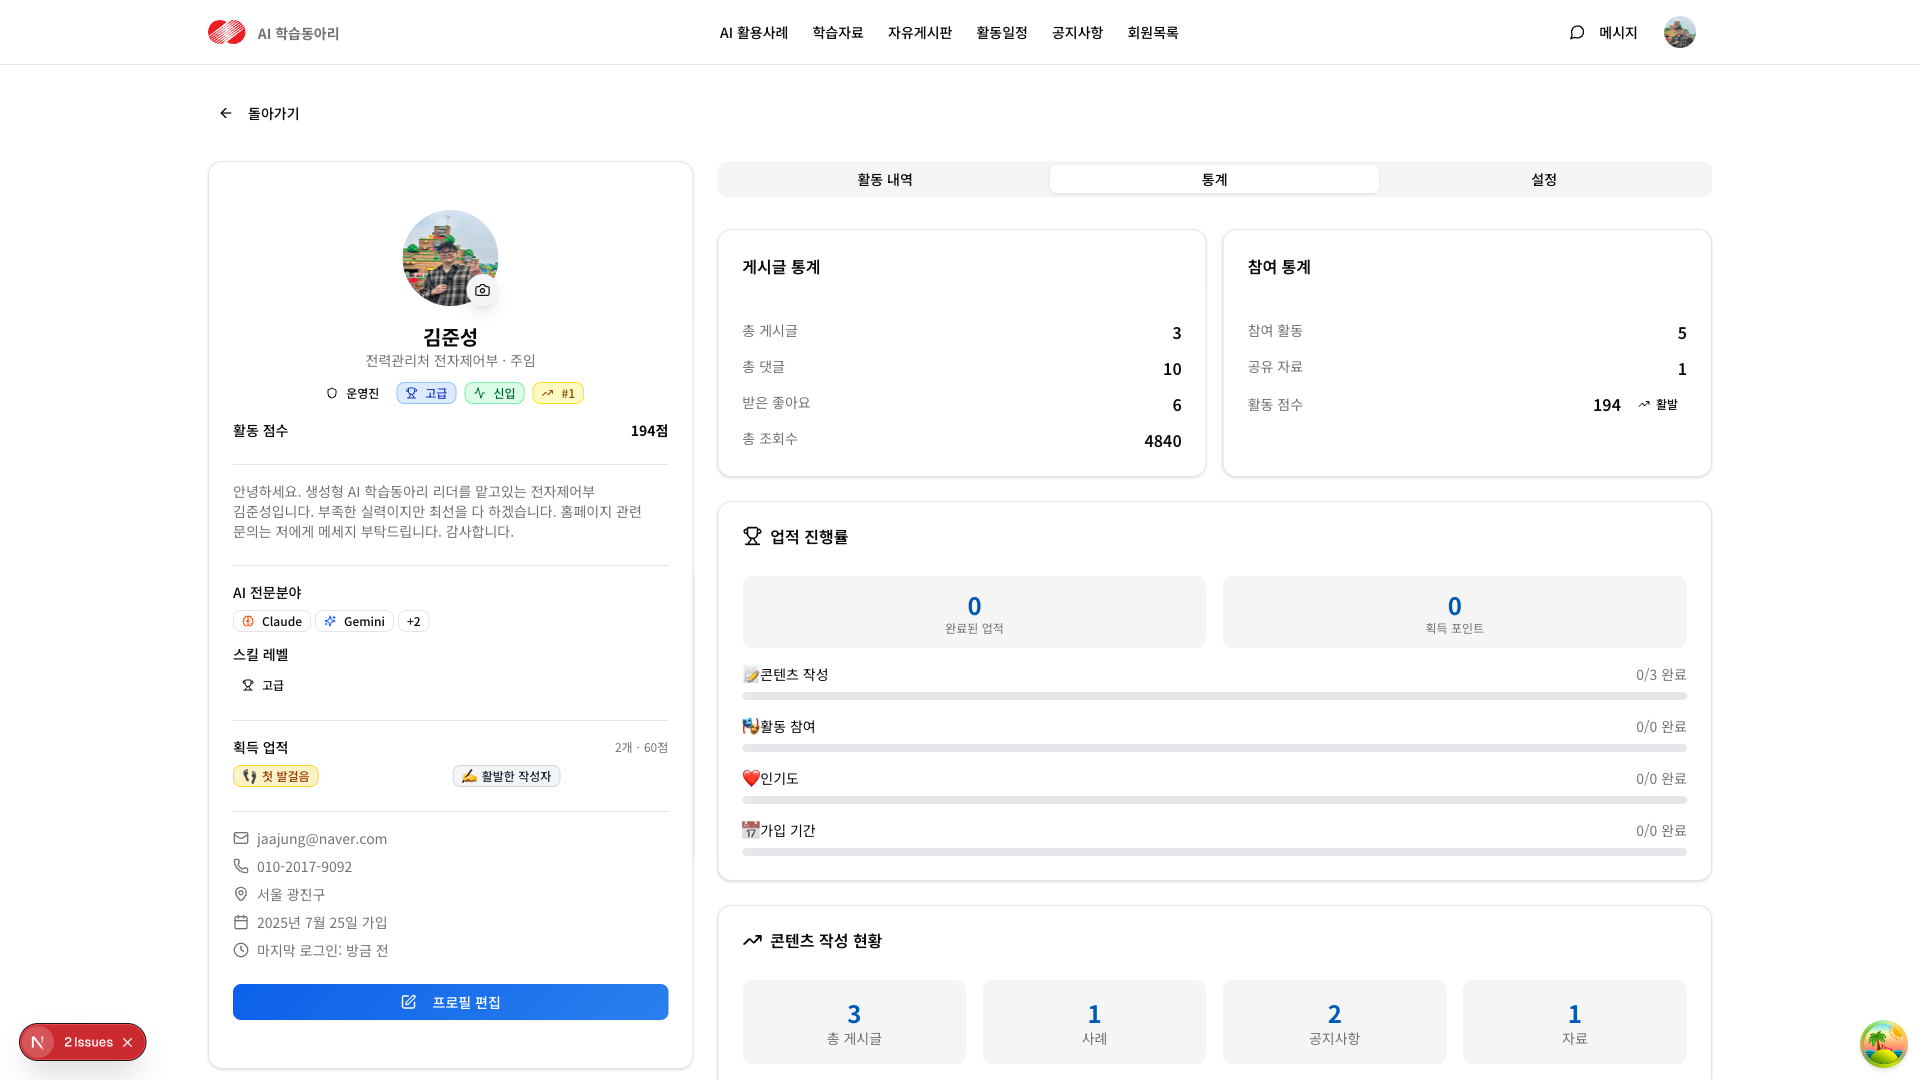 AI 학습동아리
AI 활용사례
학습자료
자유게시판
활동일정
공지사항
회원목록
메시지
돌아가기
김준성
전력관리처 전자제어부 · 주임
운영진
고급
신입
#1
활동 점수
194점
안녕하세요. 생성형 AI 학습동아리 리더를 맡고있는 전자제어부
김준성입니다. 부족한 실력이지만 최선을 다 하겠습니다. 홈페이지 관련
문의는 저에게 메세지 부탁드립니다. 감사합니다.
AI 전문분야
Claude
Gemini
+2
스킬 레벨
고급
획득 업적
2개 · 60점
첫 발걸음
활발한 작성자
jaajung@naver.com
010-2017-9092
서울 광진구
2025년 7월 25일 가입
마지막 로그인: 방금 전
프로필 편집
활동 내역
통계
설정
게시글 통계
총 게시글
3
총 댓글
10
받은 좋아요
6
총 조회수
4840
참여 통계
참여 활동
5
공유 자료
1
활동 점수
194
활발
업적 진행률
0
완료된 업적
0
획득 포인트
콘텐츠 작성
0/3 완료
활동 참여
0/0 완료
인기도
0/0 완료
17
가입 기간
0/0 완료
콘텐츠 작성 현황
3
총 게시글
1
사례
2
공지사항
1
자료
N
2 Issues